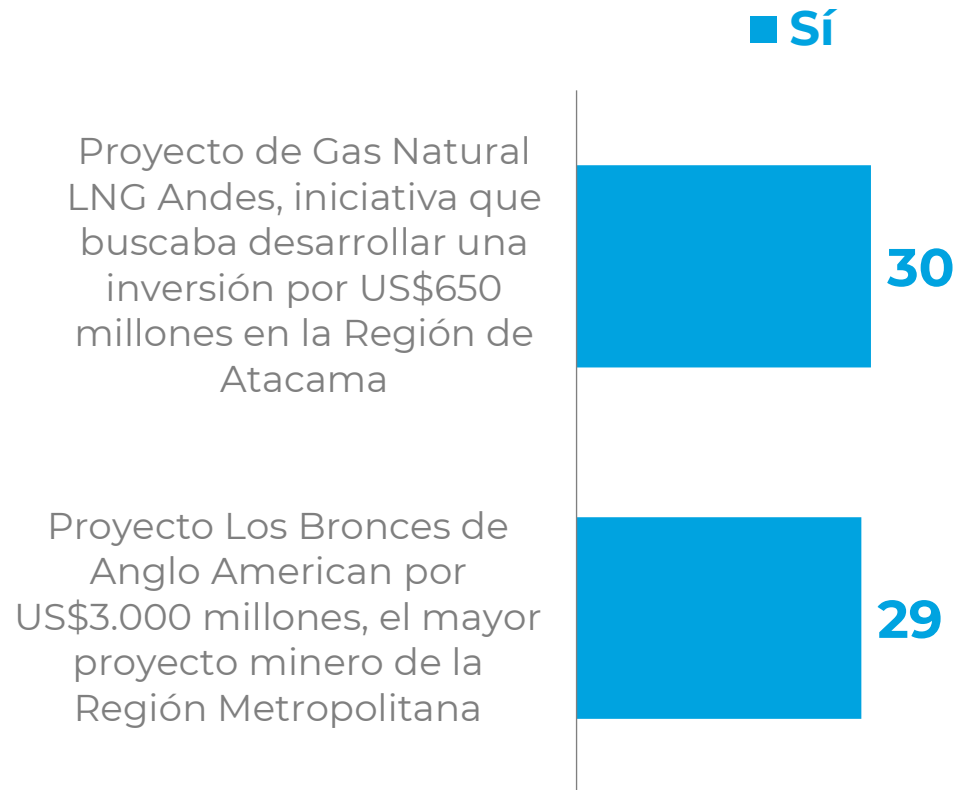 Sí
Proyecto de Gas Natural
LNG Andes, iniciativa que
buscaba desarrollar una
inversión por US$650
millones en la Región de
Atacama
30
Proyecto Los Bronces de
Anglo American por
US$3.000 millones, el mayor
proyecto minero de la
Región Metropolitana
29